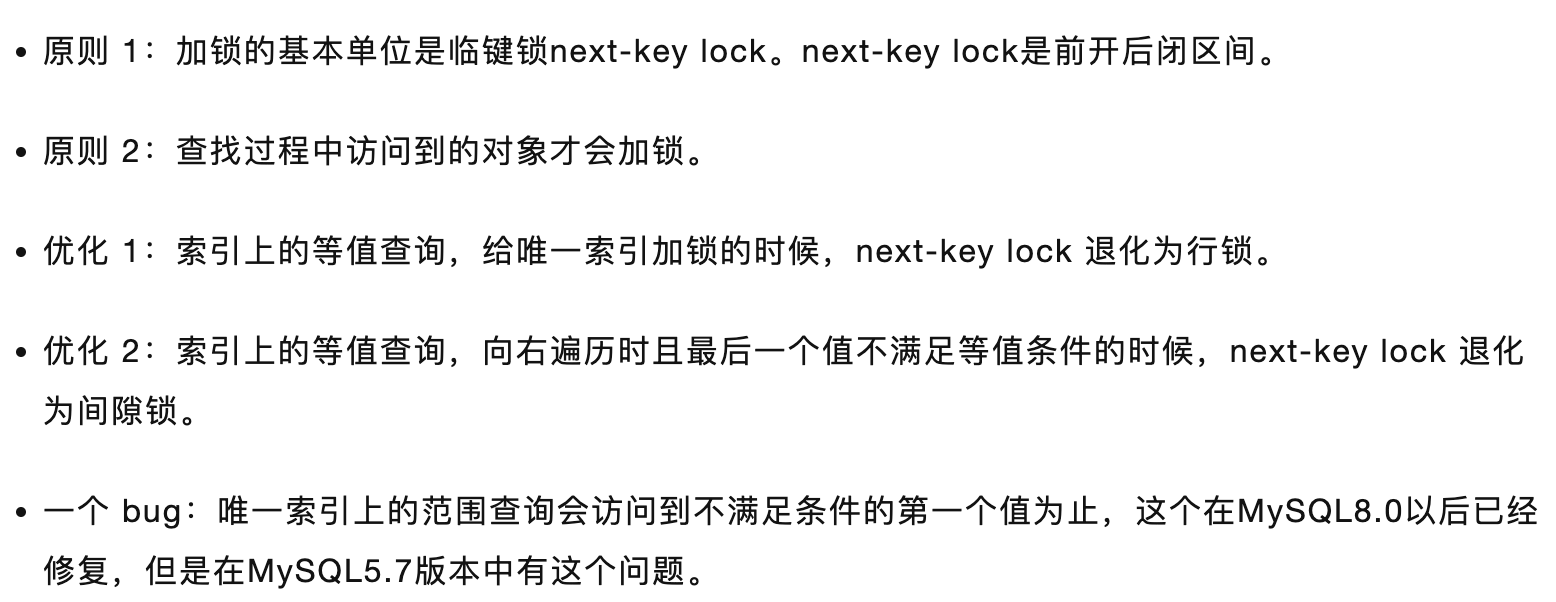 • 原则 1：加锁的基本单位是临键锁next-key lock。next-key lock是前开后闭区间。
• 原则 2：查找过程中访问到的对象才会加锁。
• 优化 1：索引上的等值查询，给唯一索引加锁的时候，next-key lock 退化为行锁。
• 优化 2：索引上的等值查询，向右遍历时且最后一个值不满足等值条件的时候，next-key lock 退化
为间隙锁。
• 一个 bug：唯一索引上的范围查询会访问到不满足条件的第一个值为止，这个在MySQL8.0以后已经
修复，但是在MySQL5.7版本中有这个问题。